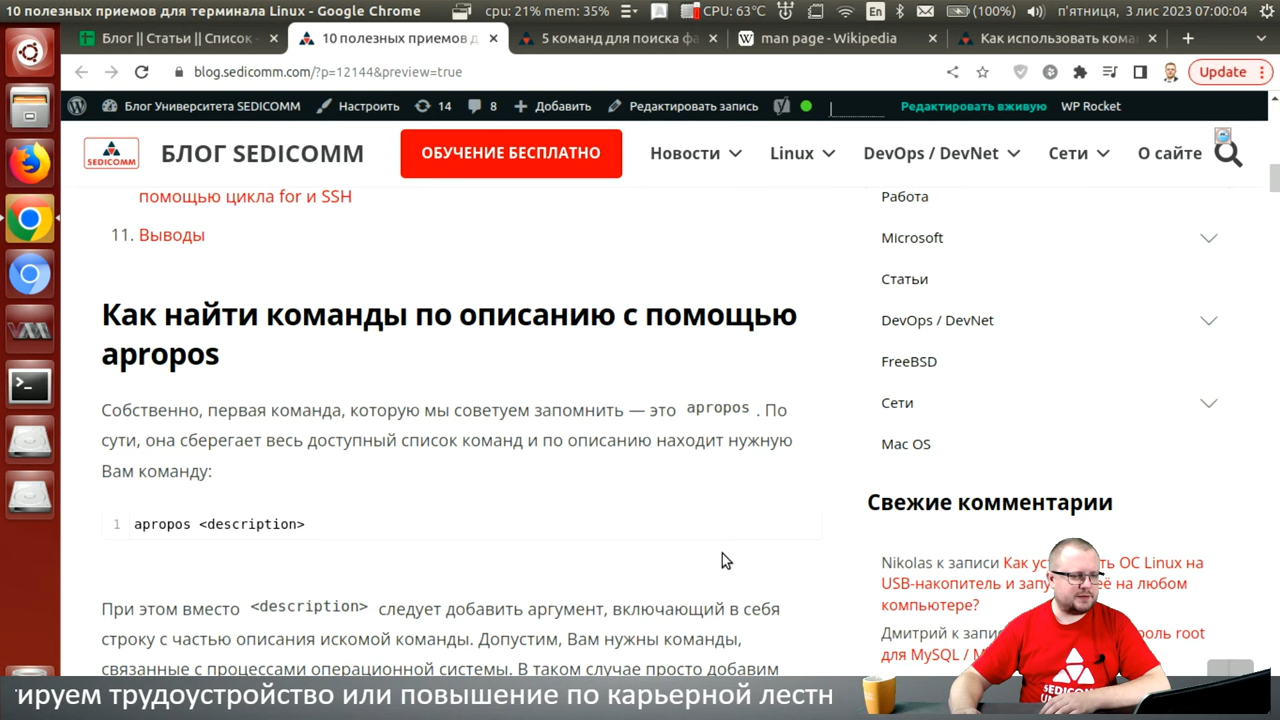 10 полезных приемов для терминала Linux - Google Chrome
cpu: 21% mem: 35%
CPU: 63°C
En
(100%)
п'ятниця, 3 лис 2023 07:00:04
Блог || Статьи || Список -
10 полезных приемов д
5 команд для поиска фа
man page - Wikipedia
Как использовать кома
blog.sedicomm.com/?p=12144&preview=true
Update
Блог Университета SEDICOMM
Настроить
14
8
Добавить
Редактировать запись
Редактировать вживую
WP Rocket
SEDICOMM
БЛОГ SEDICOMM
ОБУЧЕНИЕ БЕСПЛАТНО
Новости
Linux
DevOps / DevNet
Сети
О сайте
помощью цикла for и SSH
11. Выводы
Как найти команды по описанию с помощью
apropos
Собственно, первая команда, которую мы советуем запомнить — это apropos . По
сути, она сберегает весь доступный список команд и по описанию находит нужную
Вам команду:
1 apropos <description>
При этом вместо <description> следует добавить аргумент, включающий в себя
строку с частью описания искомой команды. Допустим, Вам нужны команды,
связанные с процессами операционной системы. В таком случае просто добавим
Работа
Microsoft
Статьи
DevOps / DevNet
FreeBSD
Сети
Mac OS
Свежие комментарии
Nikolas к записи Как ОС Linux на
USB-накопитель и на любом
компьютере?
Дмитрий к root
для MySQL /
SEDICOMM
ируем трудоустройство или повышение по карьерной лестн